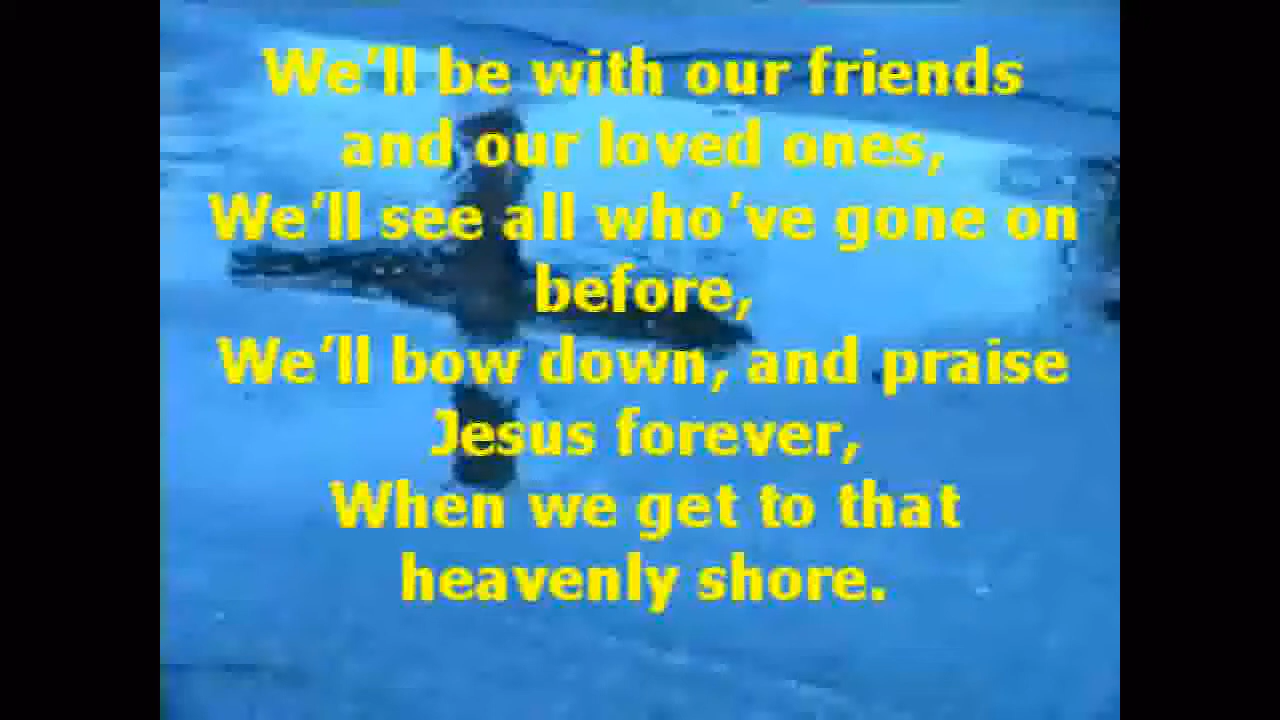 We'll be with our friends
and our loved ones,
We'll see all who've gone on
before,
We'll bow down, and praise
Jesus forever,
When we get to that
heavenly shore.